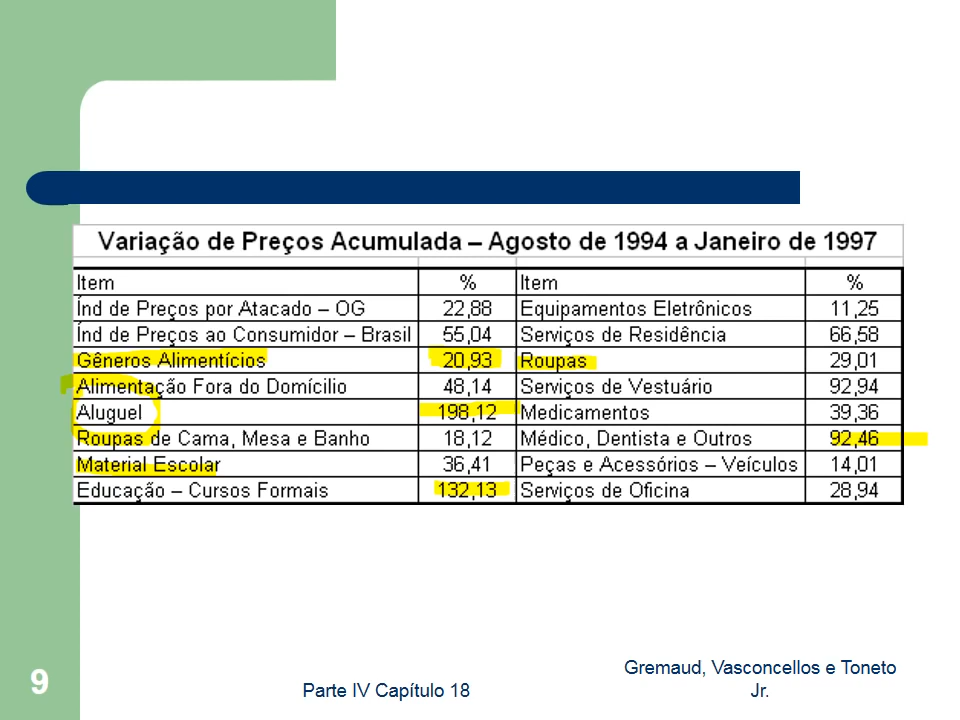 Variação de Preços Acumulada – Agosto de 1994 a Janeiro de 1997
Item % Item %
Índ de Preços por Atacado – OG 22,88 Equipamentos Eletrônicos 11,25
Índ de Preços ao Consumidor – Brasil 55,04 Serviços de Residência 66,58
Gêneros Alimentícios 20,93 Roupas 29,01
Alimentação Fora do Domícilio 48,14 Serviços de Vestuário 92,94
Aluguel 198,12 Medicamentos 39,36
Roupas de Cama, Mesa e Banho 18,12 Médico, Dentista e Outros 92,46
Material Escolar 36,41 Peças e Acessórios – Veículos 14,01
Educação – Cursos Formais 132,13 Serviços de Oficina 28,94
9
Parte IV Capítulo 18
Gremaud, Vasconcellos e Toneto
Jr.